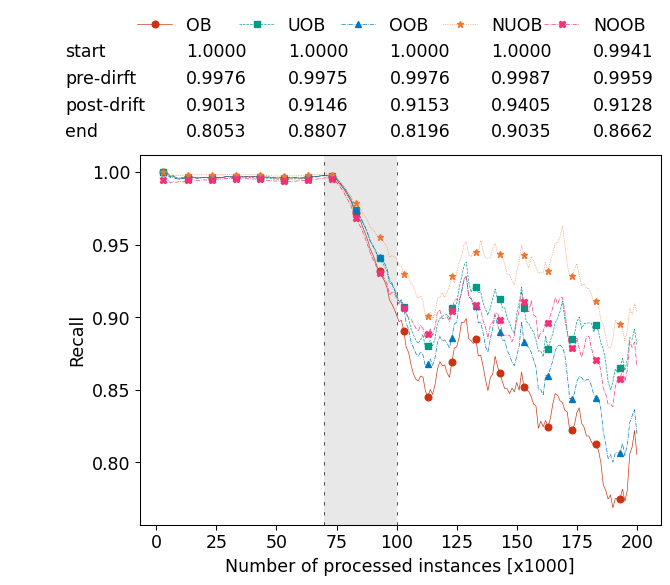 OB UOB OOB NUOB NOOB
start 1.0000 1.0000 1.0000 1.0000 0.9941
pre-dirft 0.9976 0.9975 0.9976 0.9987 0.9959
post-drift 0.9013 0.9146 0.9153 0.9405 0.9128
end 0.8053 0.8807 0.8196 0.9035 0.8662
1.00
0.95
0.90
0.85
0.80
Recall
0 25 50 75 100 125 150 175 200
Number of processed instances [x1000]